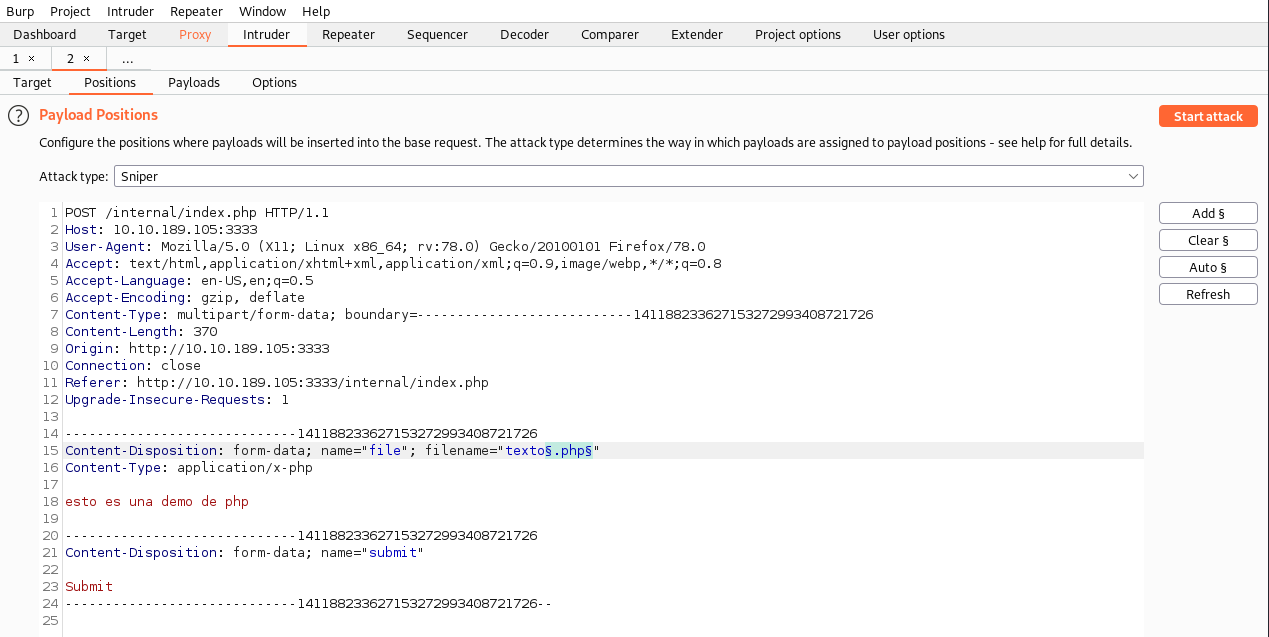 Burp Project Intruder Repeater Window Help
Dashboard Target Proxy Intruder Repeater Sequencer Decoder Comparer Extender Project options User options
1 × 2 × ...
Target Positions Payloads Options
? Payload Positions
Start attack
Configure the positions where payloads will be inserted into the base request. The attack type determines the way in which payloads are assigned to payload positions - see help for full details.
Attack type: Sniper
Add §
Clear §
Auto §
Refresh
1 POST /internal/index.php HTTP/1.1
2 Host: 10.10.189.105:3333
3 User-Agent: Mozilla/5.0 (X11; Linux x86_64; rv:78.0) Gecko/20100101 Firefox/78.0
4 Accept: text/html,application/xhtml+xml,application/xml;q=0.9,image/webp,*/*;q=0.8
5 Accept-Language: en-US,en;q=0.5
6 Accept-Encoding: gzip, deflate
7 Content-Type: multipart/form-data; boundary=---------------------------141188233627153272993408721726
8 Content-Length: 370
9 Origin: http://10.10.189.105:3333
10 Connection: close
11 Referer: http://10.10.189.105:3333/internal/index.php
12 Upgrade-Insecure-Requests: 1
13
14 -----------------------------141188233627153272993408721726
15 Content-Disposition: form-data; name="file"; filename="texto§.php§"
16 Content-Type: application/x-php
17
18 esto es una demo de php
19
20 -----------------------------141188233627153272993408721726
21 Content-Disposition: form-data; name="submit"
22
23 Submit
24 -----------------------------141188233627153272993408721726--
25